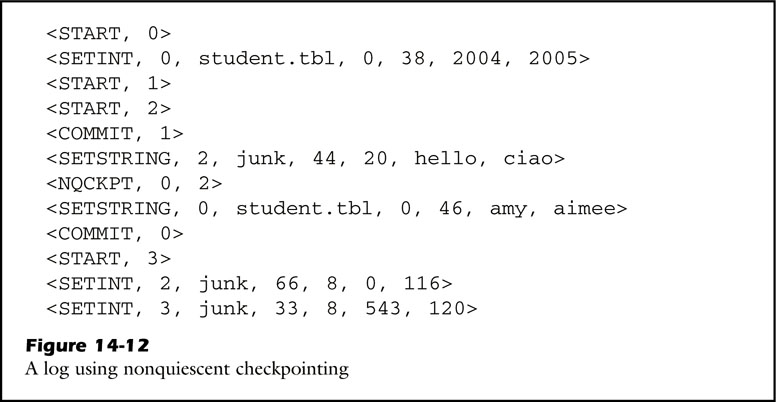 <START, 0>
<SETINT, 0, student.tbl, 0, 38, 2004, 2005>
<START, 1>
<START, 2>
<COMMIT, 1>
<SETSTRING, 2, junk, 44, 20, hello, ciao>
<NQCKPT, 0, 2>
<SETSTRING, 0, student.tbl, 0, 46, amy, aimee>
<COMMIT, 0>
<START, 3>
<SETINT, 2, junk, 66, 8, 0, 116>
<SETINT, 3, junk, 33, 8, 543, 120>
Figure 14-12
A log using nonquiescent checkpointing